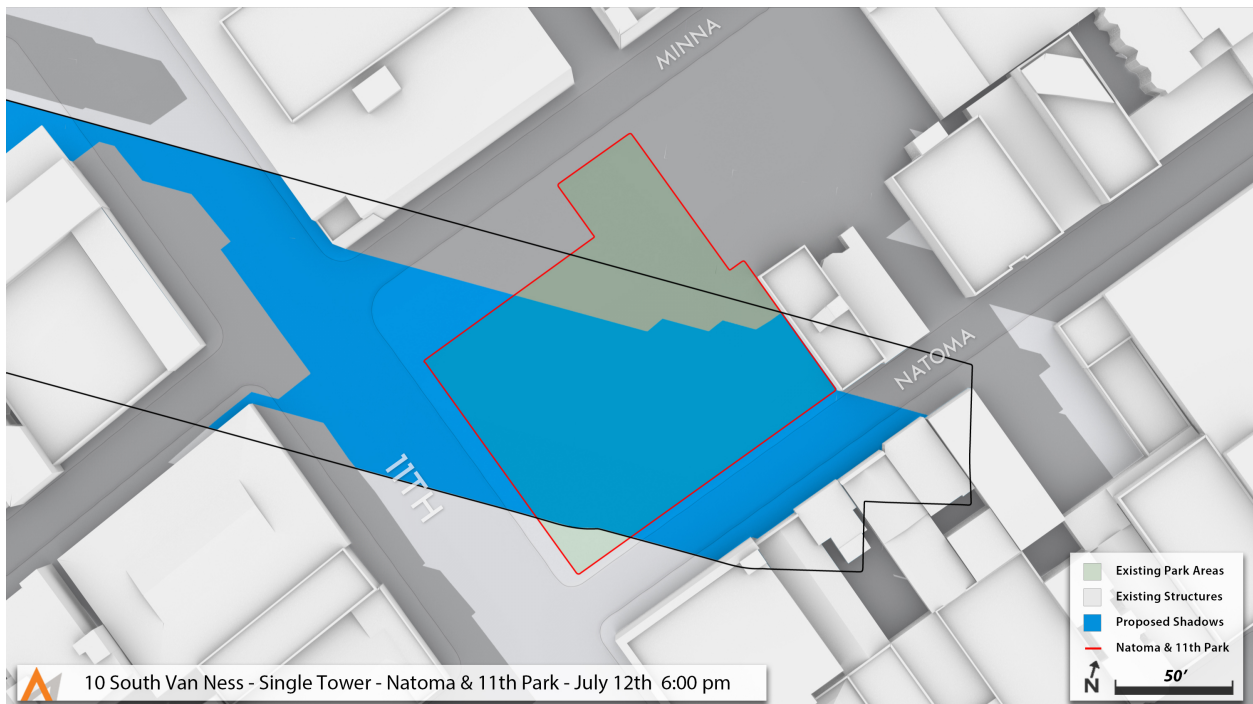 MINNA
NATOMA
11TH
Existing Park Areas
Existing Structures
Proposed Shadows
Natoma & 11th Park
N
50'
10 South Van Ness - Single Tower - Natoma & 11th Park - July 12th 6:00 pm